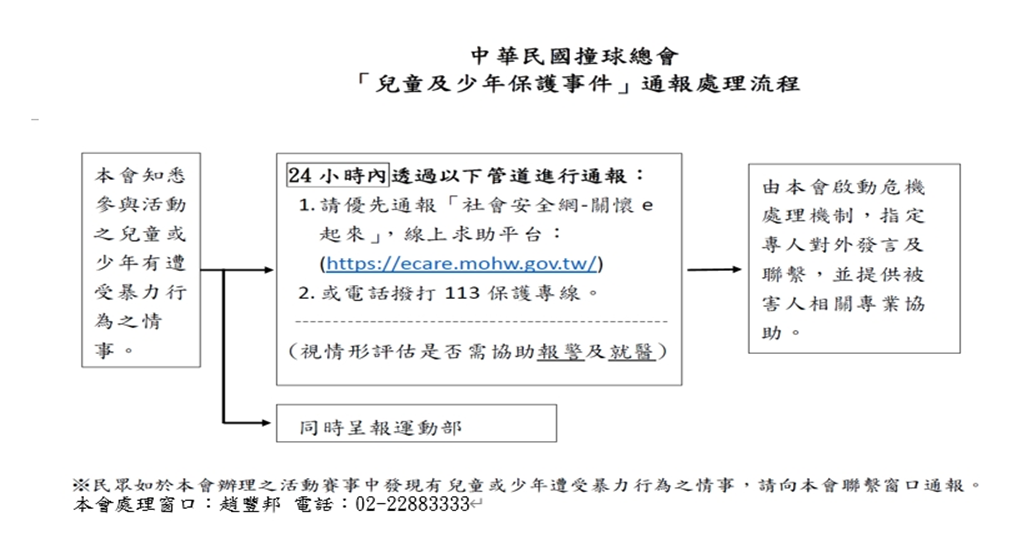 中華民國撞球總會
「兒童及少年保護事件」通報處理流程
本會知悉
參與活動
之兒童或
少年有遭
受暴力行
為之情
事。
24 小時內透過以下管道進行通報：
1. 請優先通報「社會安全網-關懷 e
起來」，線上求助平台：
(https://ecare.mohw.gov.tw/)
2. 或電話撥打 113 保護專線。
--------------------------------------------------
（視情形評估是否需協助報警及就醫）
同時呈報運動部
由本會啟動危機
處理機制，指定
專人對外發言及
聯繫，並提供被
害人相關專業協
助。
※民眾如於本會辦理之活動賽事中發現有兒童或少年遭受暴力行為之情事，請向本會聯繫窗口通報。
本會處理窗口：趙豐邦 電話：02-22883333